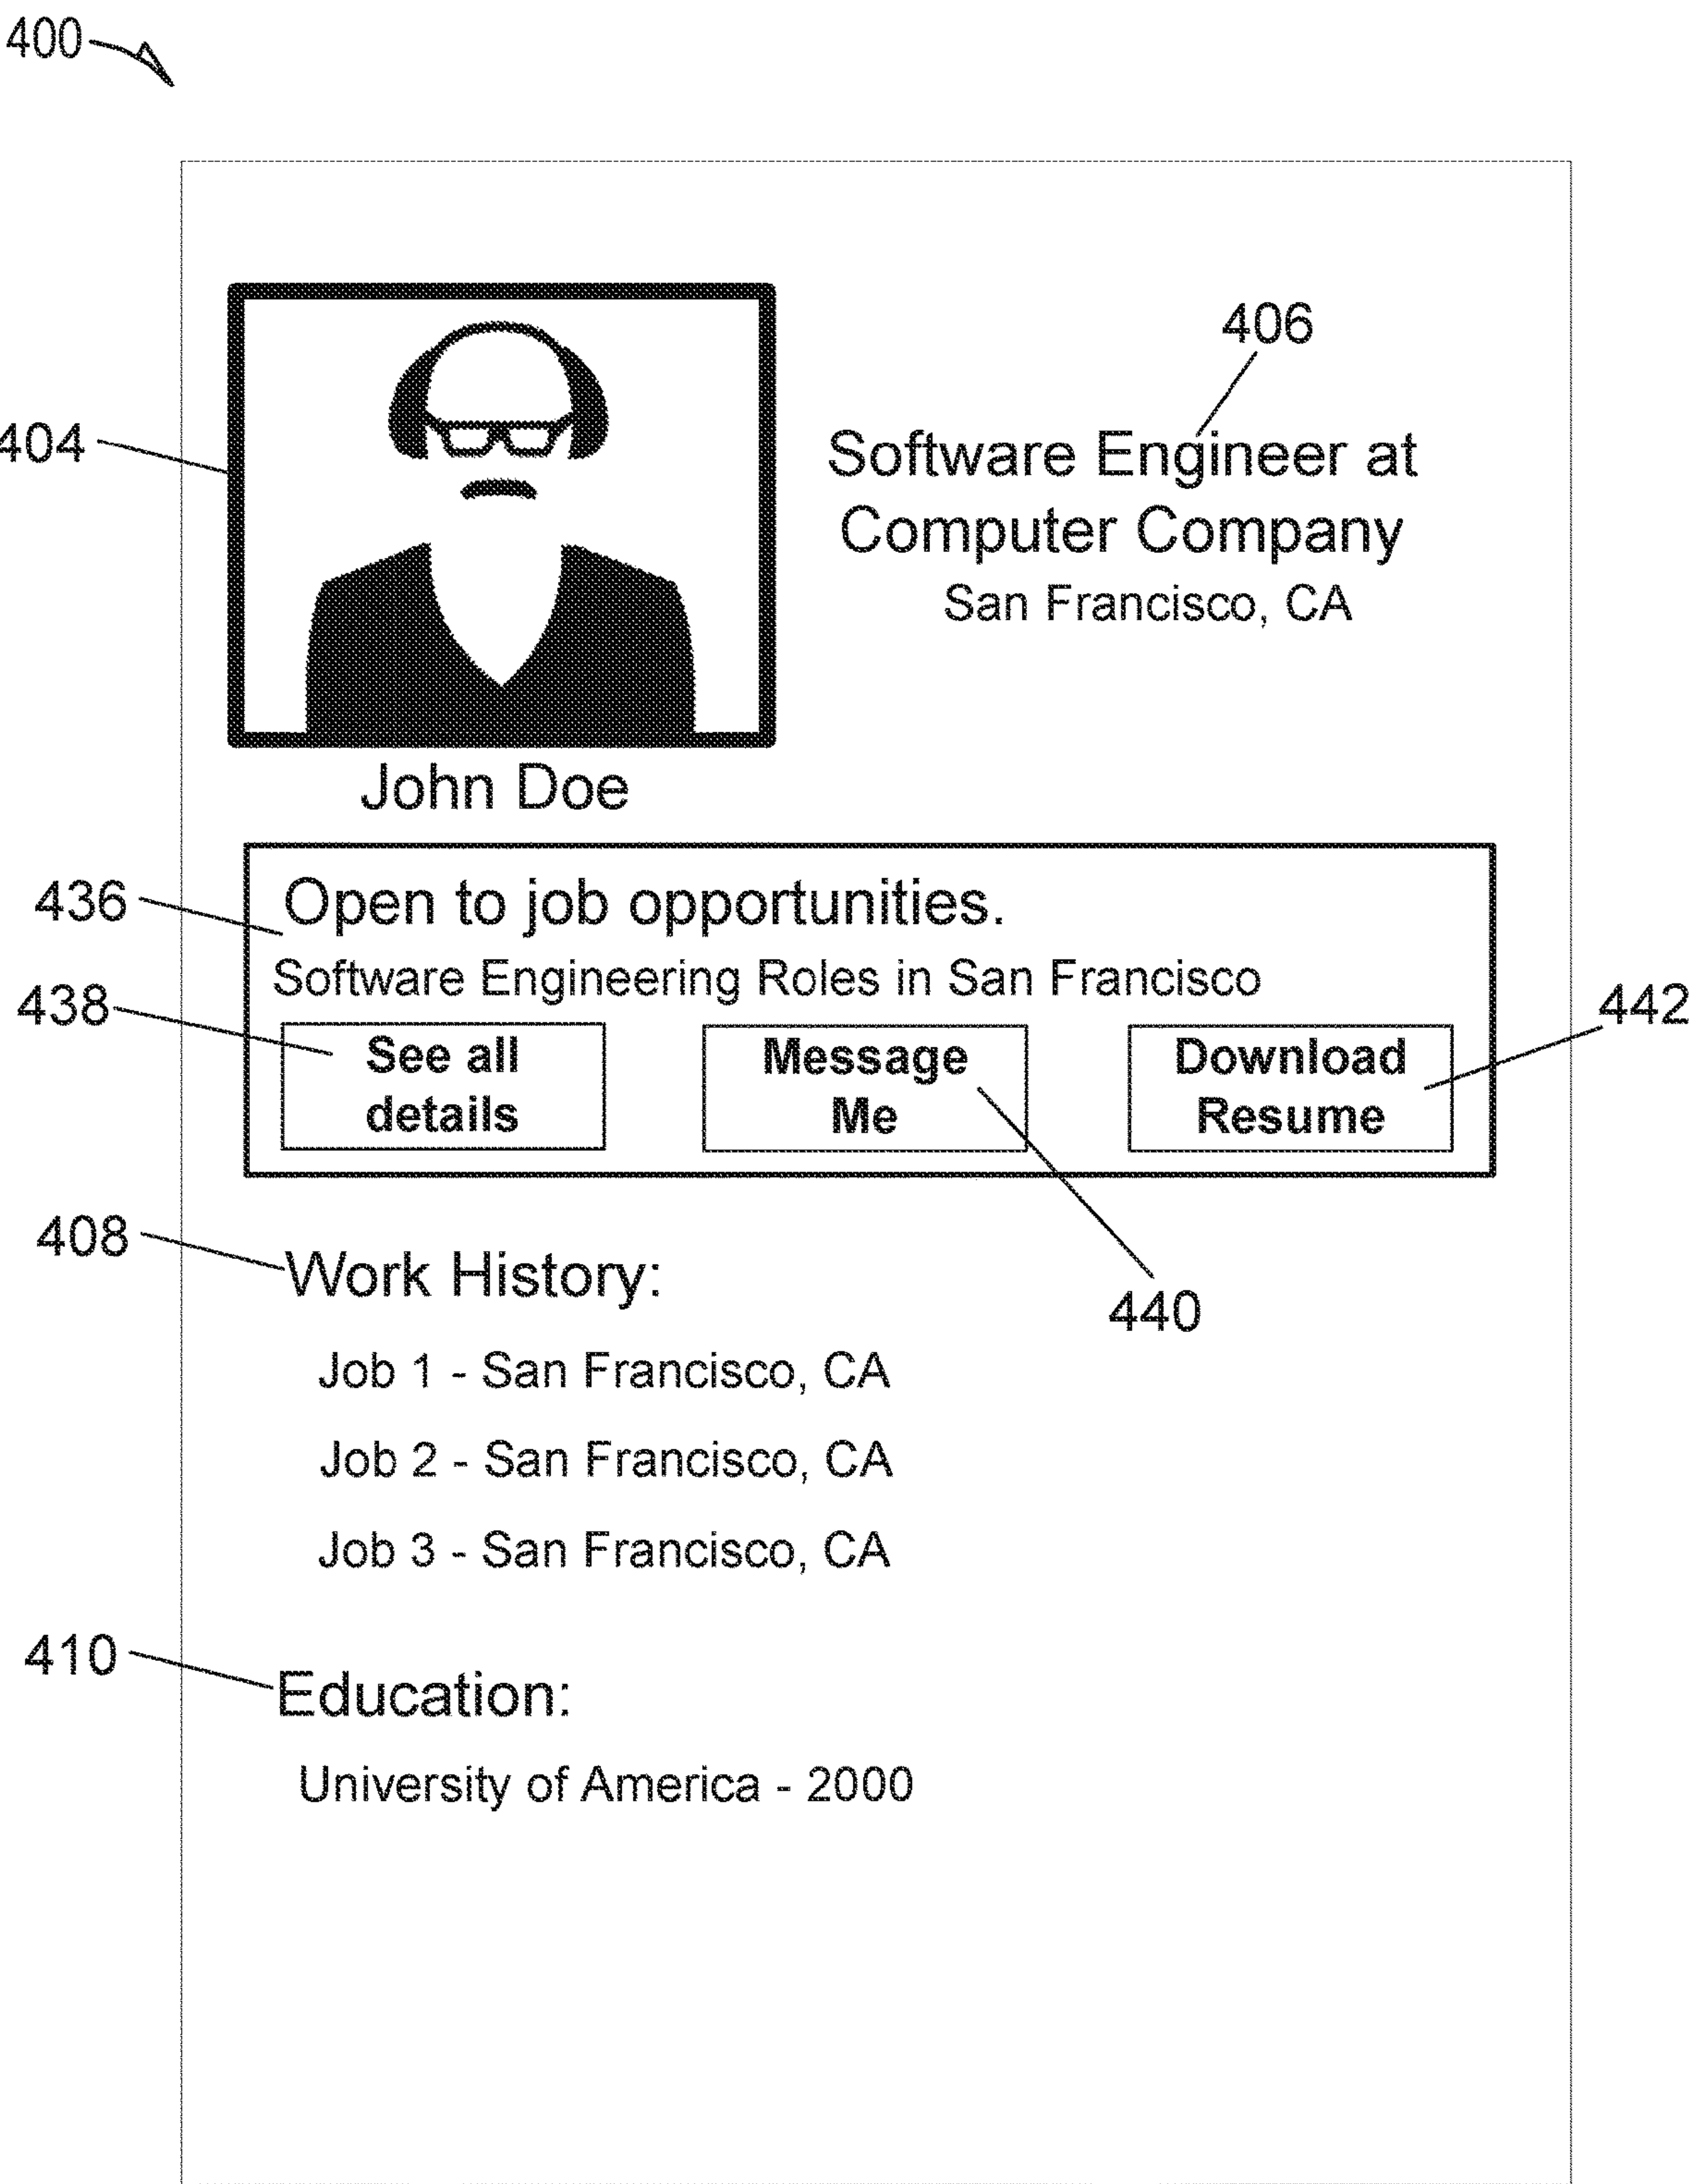 400
406
404
Software Engineer at
Computer Company
San Francisco, CA
John Doe
436
Open to job opportunities.
Software Engineering Roles in San Francisco
438
442
See all
details
Message
Me
Download
Resume
408
Work History:
440
Job 1 - San Francisco, CA
Job 2 - San Francisco, CA
Job 3 - San Francisco, CA
410
Education:
University of America - 2000